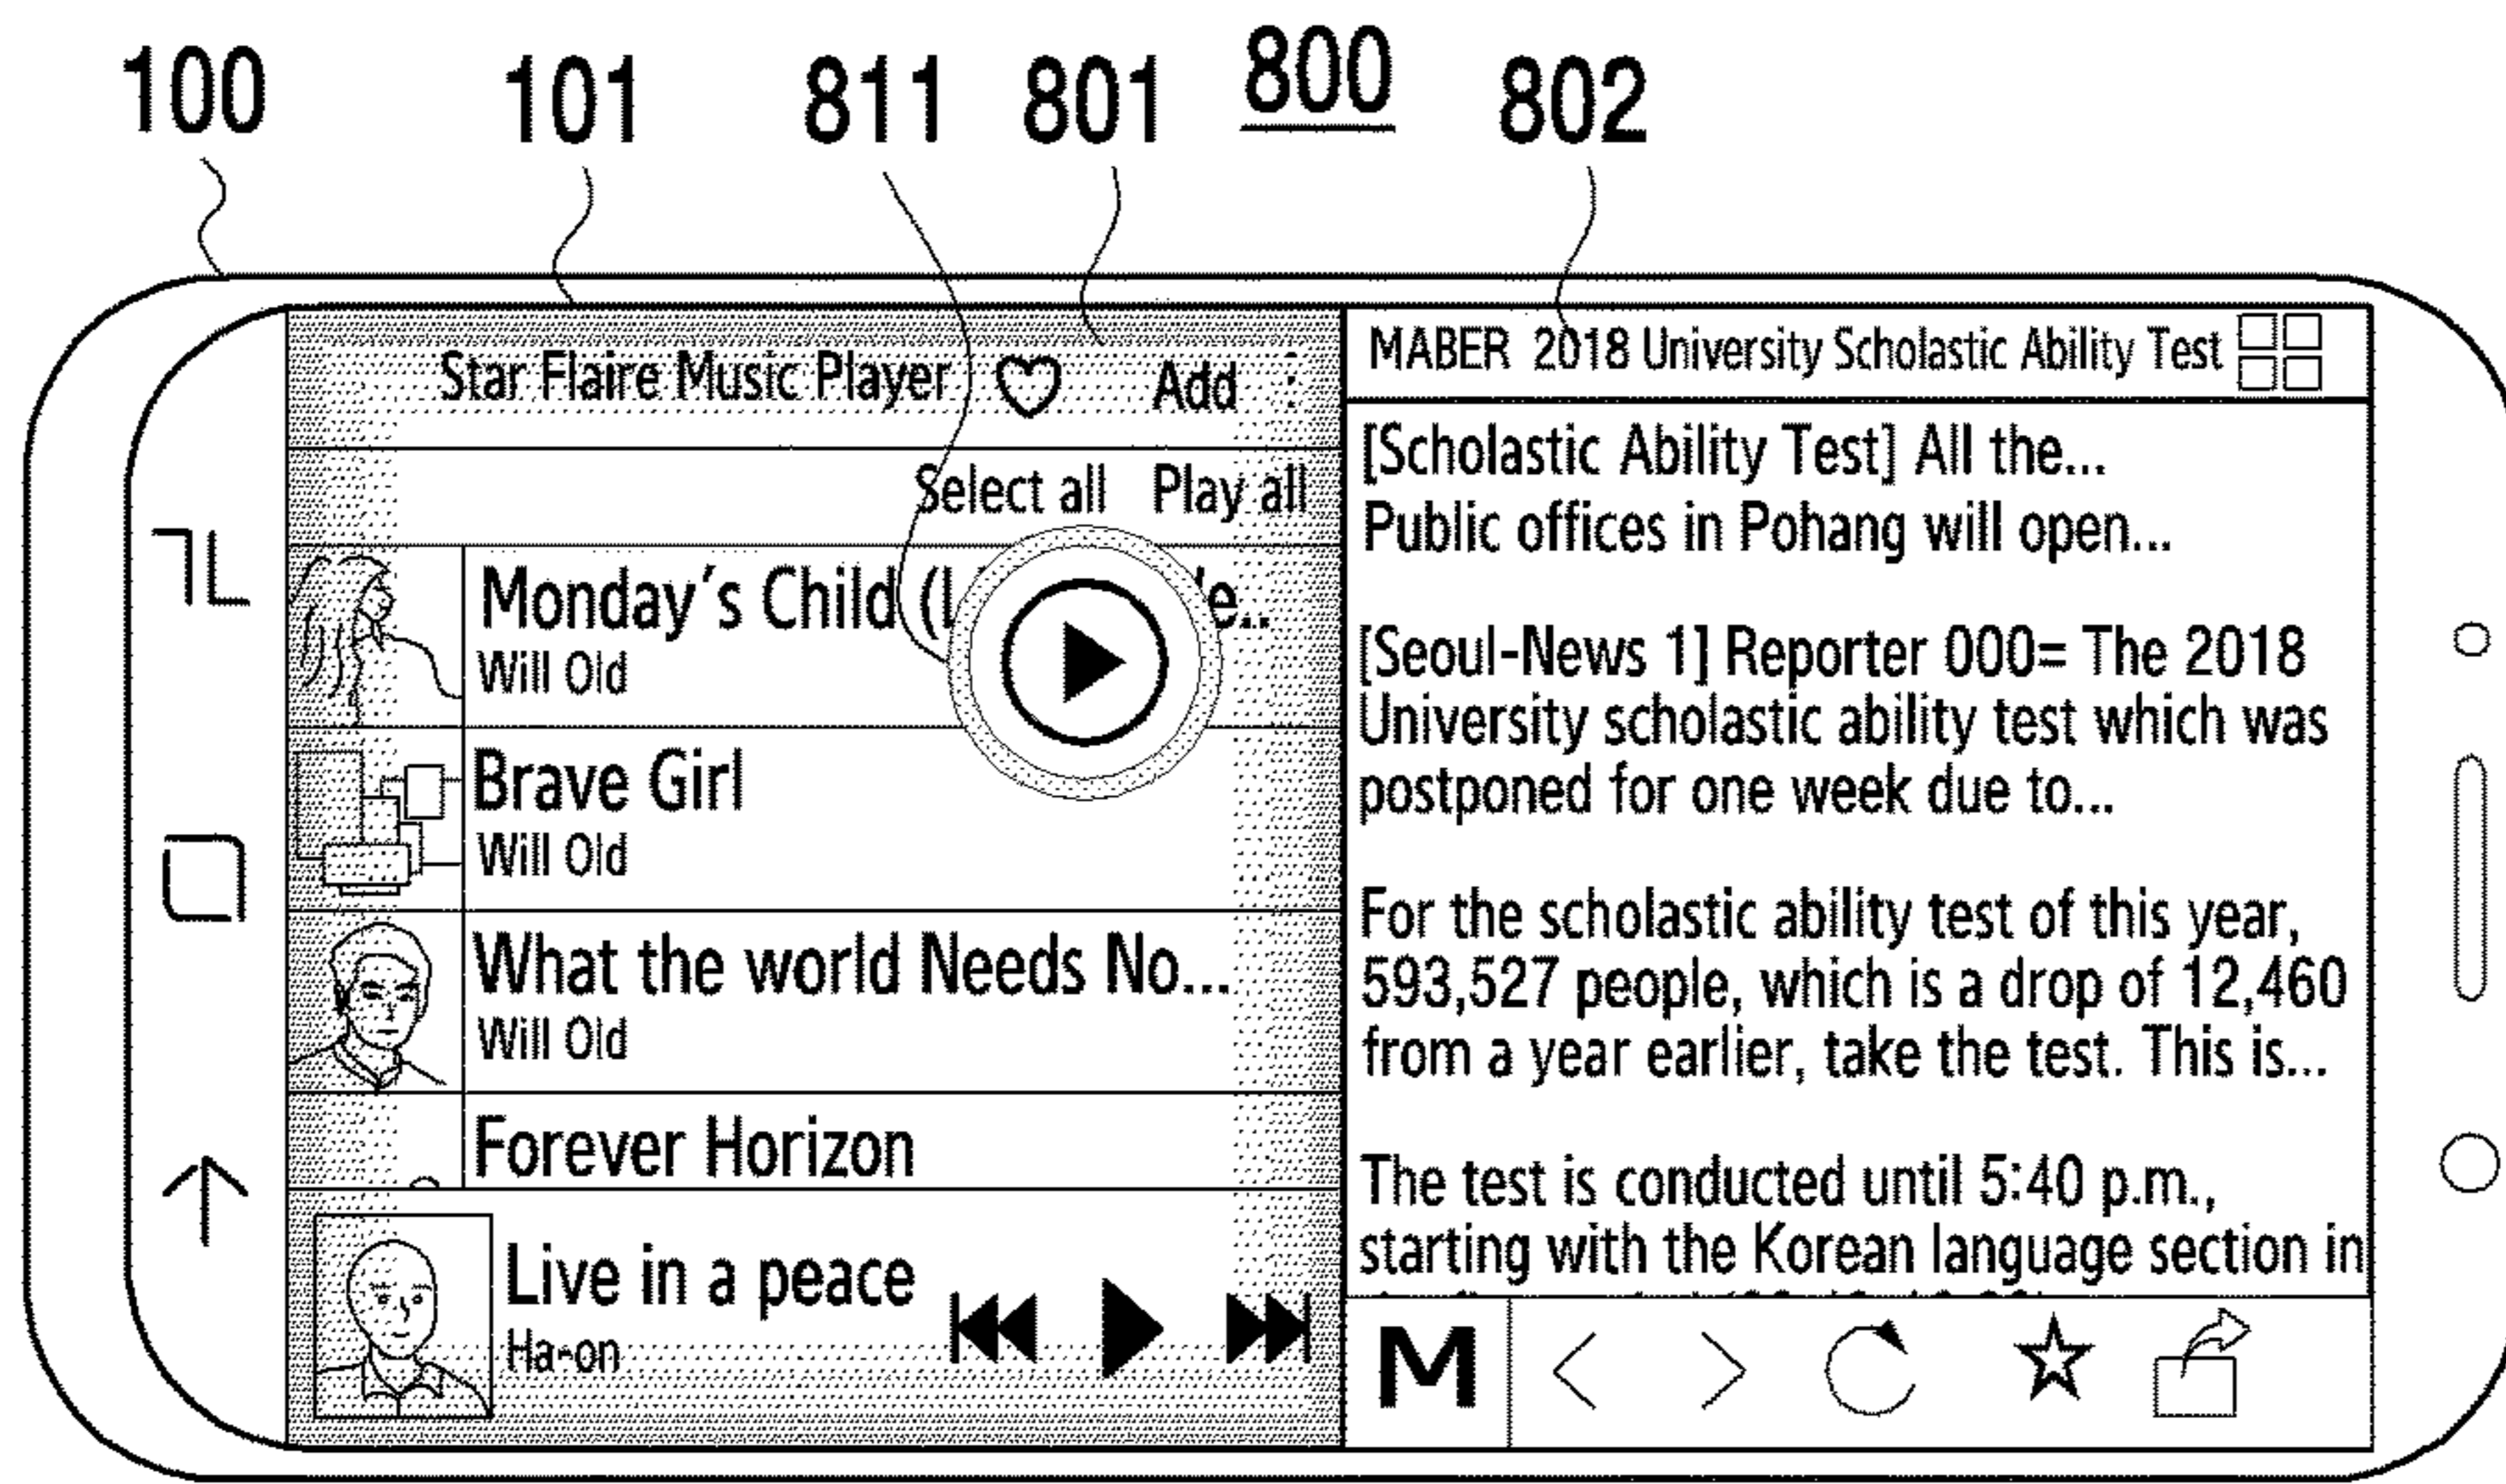 100 101 811 801 800 802
Star Flaire Music Player Add
Select all Play all
Monday's Child
Will Old
Brave Girl
Will Old
What the world Needs No...
Will Old
Forever Horizon
Live in a peace
Ha-on
MABER 2018 University Scholastic Ability Test
[Scholastic Ability Test] All the...
Public offices in Pohang will open...
[Seoul-News 1] Reporter 000= The 2018
University scholastic ability test which was
postponed for one week due to...
For the scholastic ability test of this year,
593,527 people, which is a drop of 12,460
from a year earlier, take the test. This is...
The test is conducted until 5:40 p.m.,
starting with the Korean language section in
M